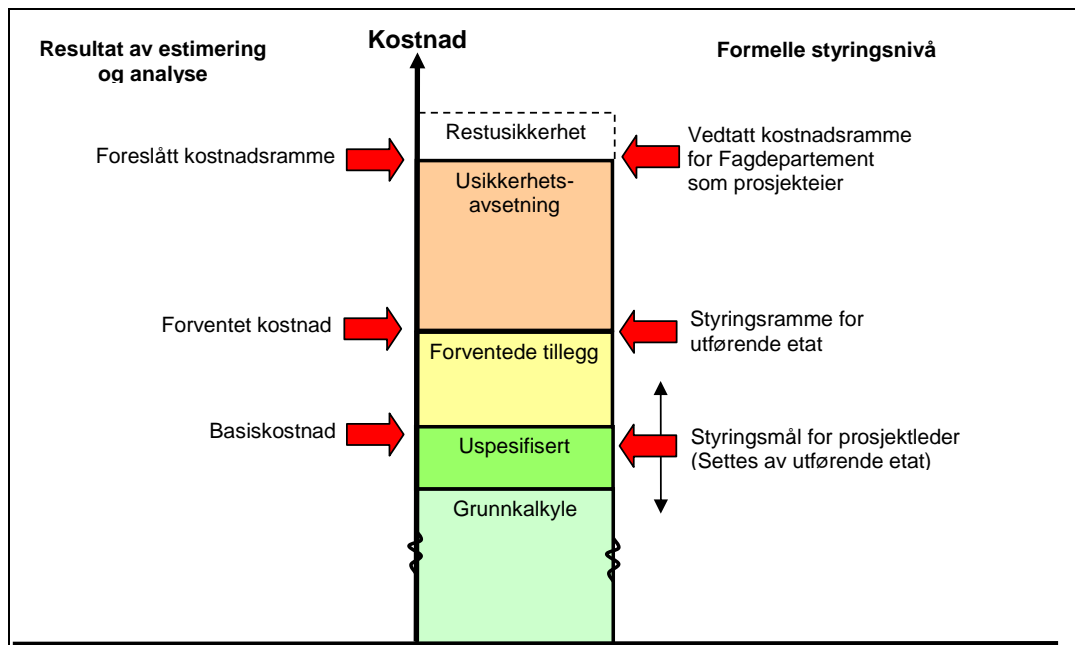 Resultat av estimering
og analyse
Kostnad
Formelle styringsnivå
Restusikkerhet
Foreslått kostnadsramme
Vedtatt kostnadsramme
for Fagdepartement
som prosjekteier
Usikkerhets-
avsetning
Forventet kostnad
Styringsramme for
utførende etat
Forventede tillegg
Basiskostnad
Uspesifisert
Styringsmål for prosjektleder
(Settes av utførende etat)
Grunnkalkyle